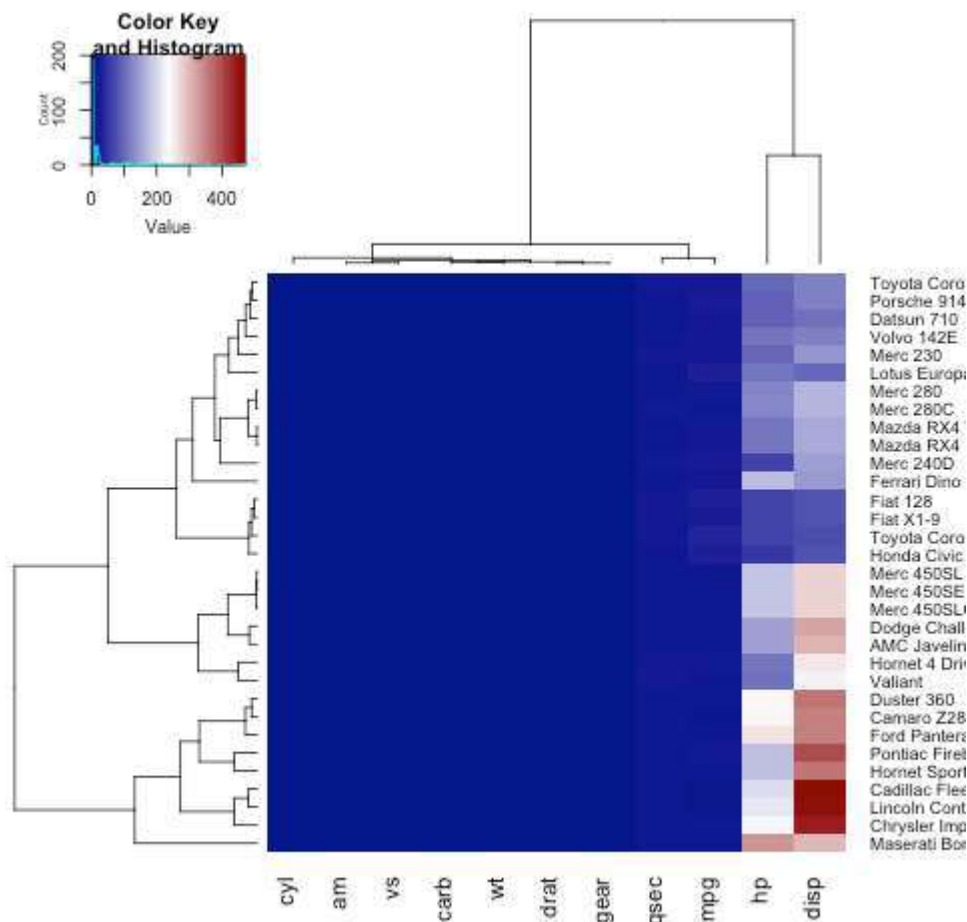 Color Key
and Histogram
Count
0 100 200
0 200 400
Value
Toyota Coro
Porsche 914
Datsun 710
Volvo 142E
Merc 230
Lotus Europa
Merc 280
Merc 280C
Mazda RX4
Mazda RX4
Merc 240D
Ferrari Dino
Fiat 128
Fiat X1-9
Toyota Coro
Honda Civic
Merc 450SL
Merc 450SE
Merc 450SL
Dodge Chall
AMC Javelin
Hornet 4 Driv
Valiant
Duster 360
Camaro Z28
Ford Pantera
Pontiac Fireb
Hornet Sport
Cadillac Flee
Lincoln Cont
Chrysler Imp
Maserati Bor
cyl am vs carb wt drat gear qsec mpg hp disp